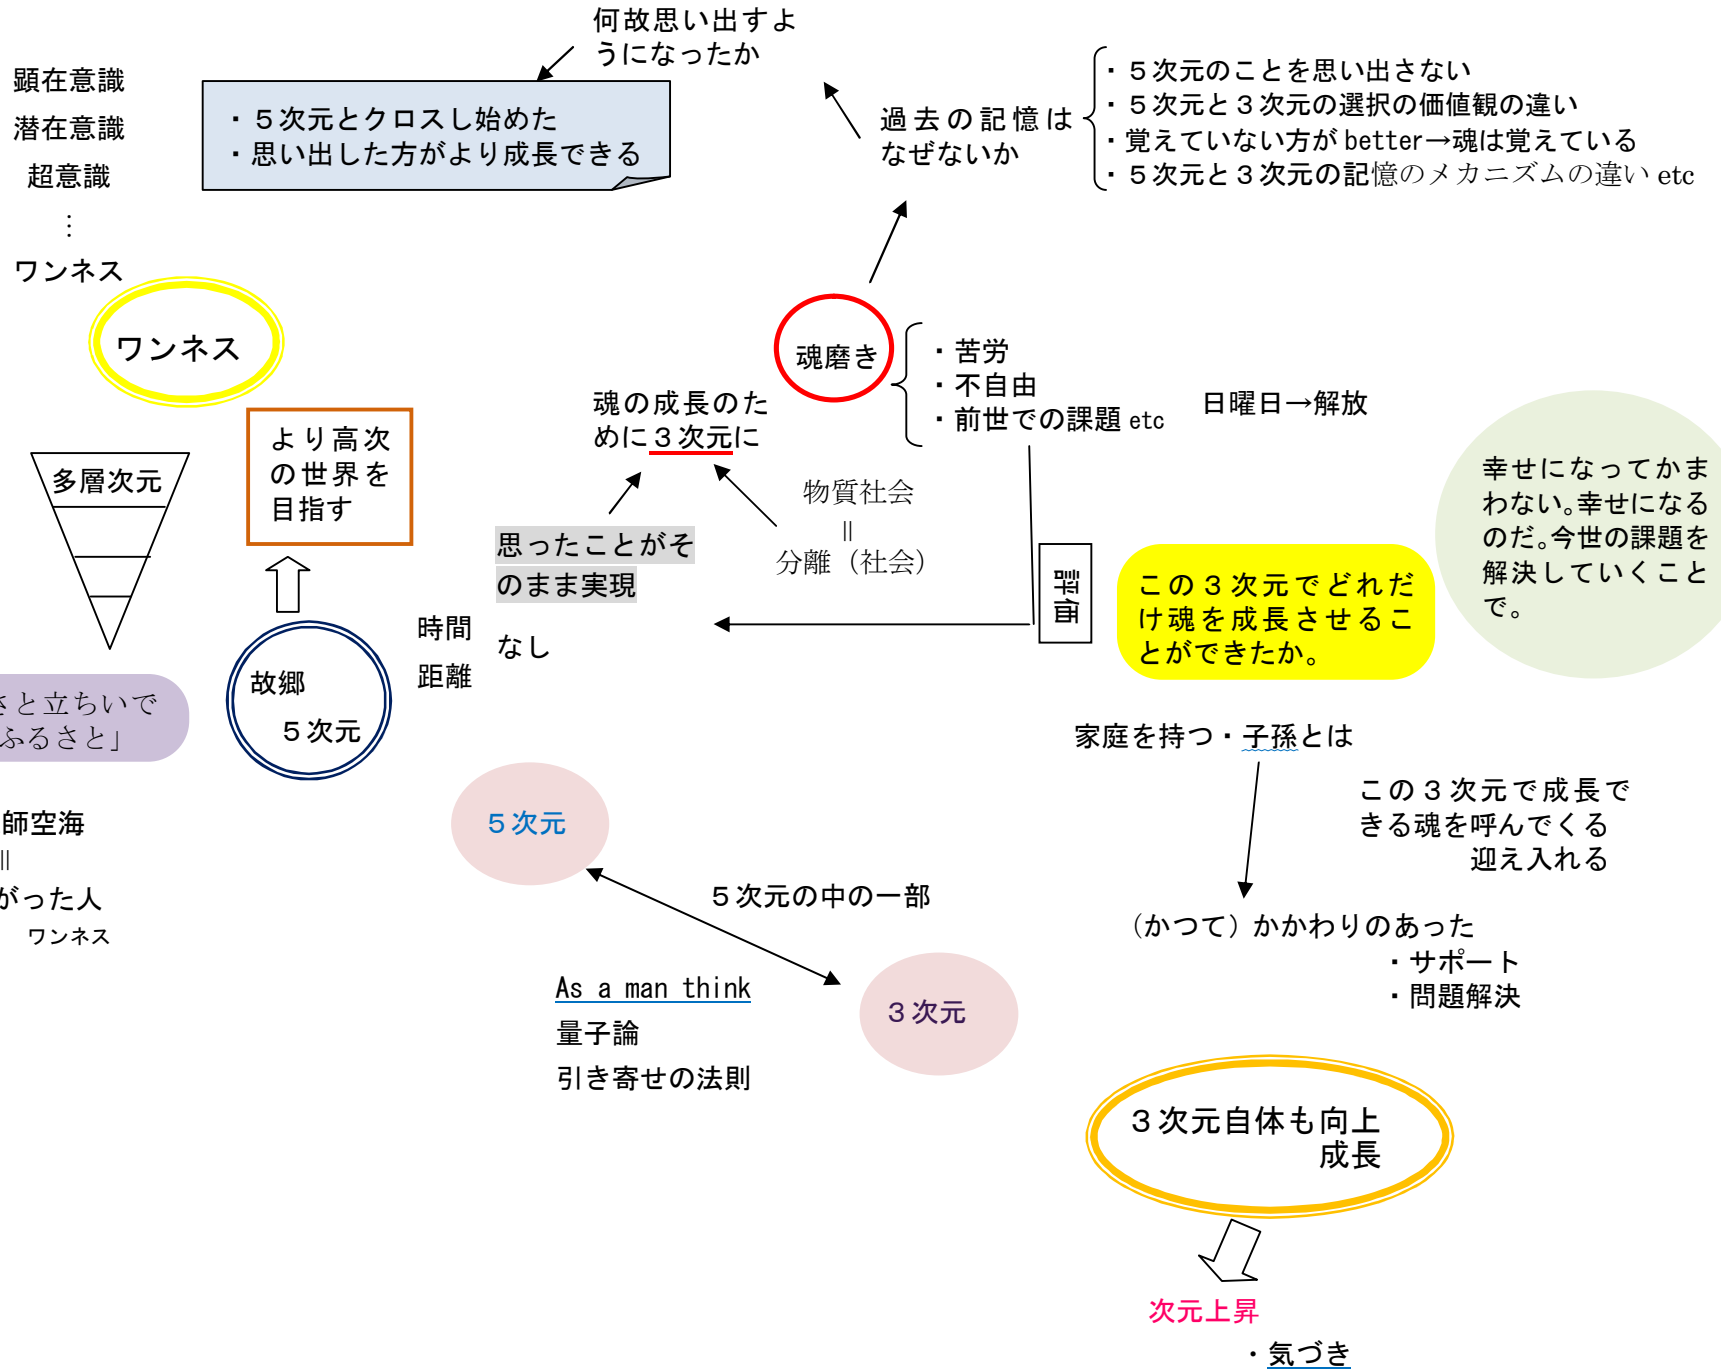 何故思い出すよ
うになったか
顕在意識
潜在意識
超意識
⋮
ワンネス
・５次元とクロスし始めた
・思い出した方がより成長できる
過去の記憶は
なぜないか
・５次元のことを思い出さない
・５次元と３次元の選択の価値観の違い
・覚えていない方が better→魂は覚えている
・５次元と３次元の記憶のメカニズムの違い etc
ワンネス
魂磨き
・苦労
・不自由
・前世での課題 etc
日曜日→解放
魂の成長のた
めに３次元に
より高次
の世界を
目指す
多層次元
物質社会
||
分離（社会）
思ったことがそ
のまま実現
時間
距離
なし
評価
この３次元でどれだ
け魂を成長させるこ
とができたか。
幸せになってかま
わない。幸せになる
のだ。今世の課題を
解決していくこと
で。
故郷
５次元
さと立ちいで
ふるさと」
師空海
||
がった人
ワンネス
家庭を持つ・子孫とは
この３次元で成長で
きる魂を呼んでくる
迎え入れる
５次元
５次元の中の一部
３次元
（かつて）かかわりのあった
・サポート
・問題解決
As a man think
量子論
引き寄せの法則
３次元自体も向上
成長
次元上昇
・気づき